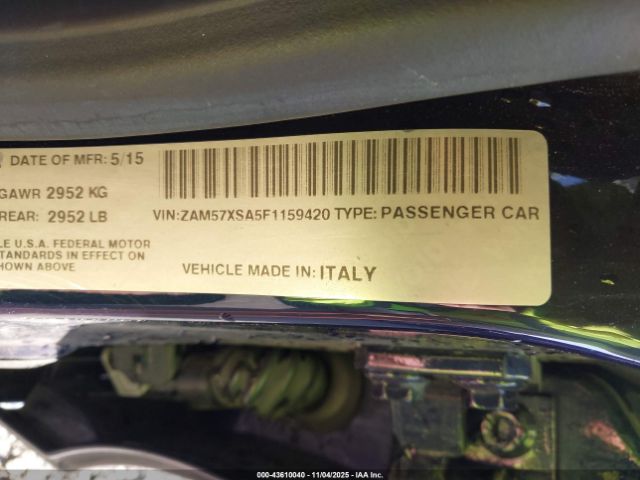 DATE OF MFR: 5/15
GAWR 2952 KG
REAR: 2952 LB
VIN:ZAM57XSA5F1159420 TYPE: PASSENGER CAR
LE U.S.A. FEDERAL MOTOR
STANDARDS IN EFFECT ON
SHOWN ABOVE
VEHICLE MADE IN: ITALY
000-43610040 - 11/04/2025 - IAA Inc.